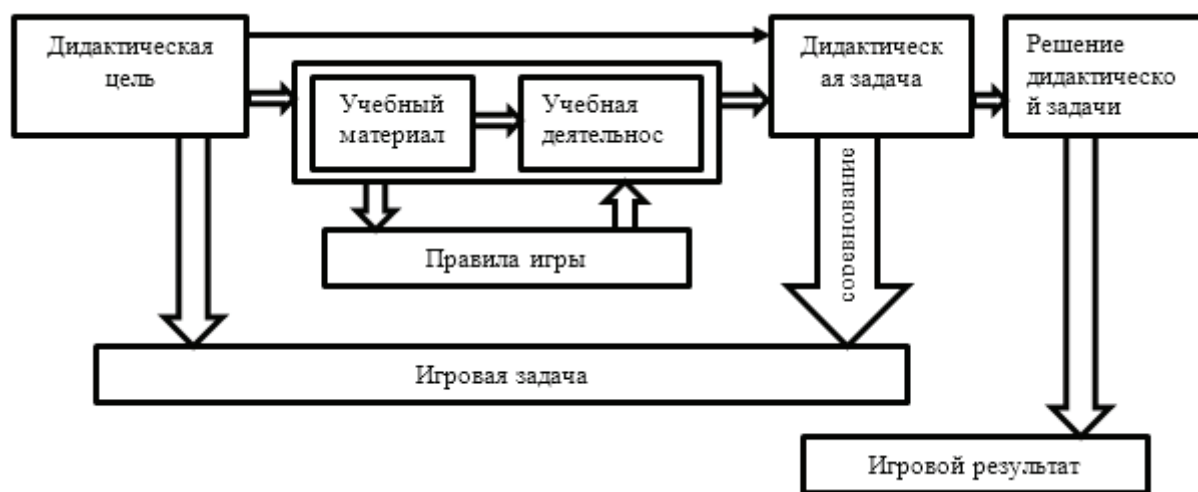 Дидактическая
цель
Учебный
материал
Учебная
деятельнос
Дидактическ
ая задача
Решение
дидактическо
й задачи
соревнование
Правила игры
Игровая задача
Игровой результат